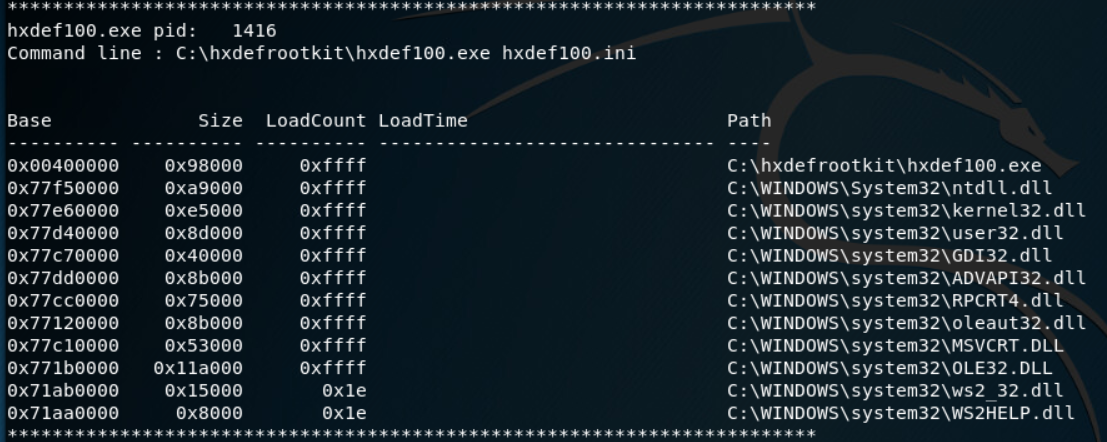 ************************************************************************
hxdef100.exe pid:   1416
Command line : C:\hxdefrootkit\hxdef100.exe hxdef100.ini
Base             Size  LoadCount LoadTime                       Path
---------- ---------- ---------- ------------------------------ ----
0x00400000    0x98000     0xffff                                C:\hxdefrootkit\hxdef100.exe
0x77f50000    0xa9000     0xffff                                C:\WINDOWS\System32\ntdll.dll
0x77e60000    0xe5000     0xffff                                C:\WINDOWS\system32\kernel32.dll
0x77d40000    0x8d000     0xffff                                C:\WINDOWS\system32\user32.dll
0x77c70000    0x40000     0xffff                                C:\WINDOWS\system32\GDI32.dll
0x77dd0000    0x8b000     0xffff                                C:\WINDOWS\system32\ADVAPI32.dll
0x77cc0000    0x75000     0xffff                                C:\WINDOWS\system32\RPCRT4.dll
0x77120000    0x8b000     0xffff                                C:\WINDOWS\system32\oleaut32.dll
0x77c10000    0x53000     0xffff                                C:\WINDOWS\system32\MSVCRT.DLL
0x771b0000   0x11a000     0xffff                                C:\WINDOWS\system32\OLE32.DLL
0x71ab0000    0x15000       0x1e                                C:\WINDOWS\system32\ws2_32.dll
0x71aa0000     0x8000       0x1e                                C:\WINDOWS\system32\WS2HELP.dll
************************************************************************